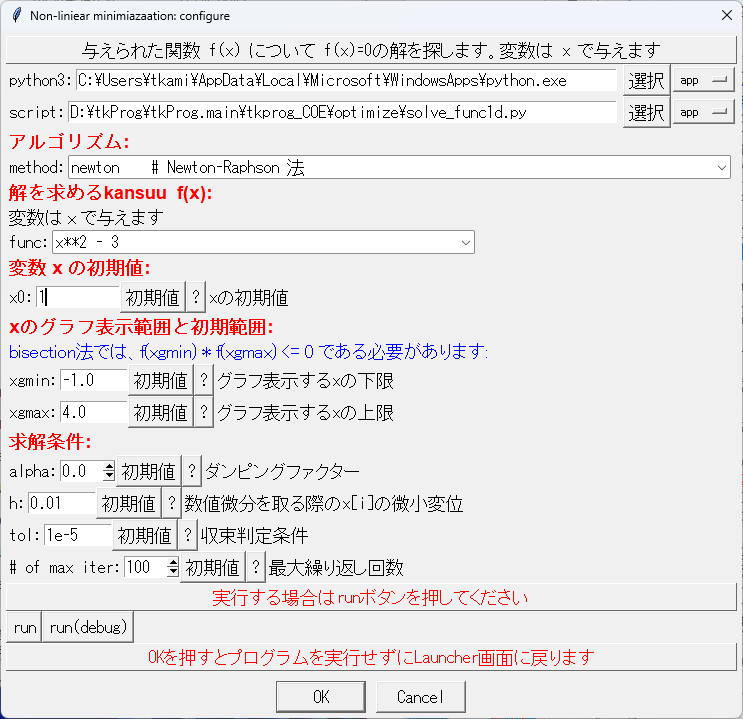 Non-liniear minimiazaation: configure
与えられた関数 f(x) について f(x)=0の解を探します。変数は x で与えます
python3: C:¥Users¥tkami¥AppData¥Local¥Microsoft¥WindowsApps¥python.exe 選択 app
script: D:¥tkProg¥tkProg.main¥tkprog_COE¥optimize¥solve_func1d.py 選択 app
アルゴリズム:
method: newton # Newton-Raphson 法
解を求めるkansuu f(x):
変数は x で与えます
func: x**2 - 3
変数 x の初期値:
x0: 1 初期値 ? xの初期値
xのグラフ表示範囲と初期範囲:
bisection法では、f(xgmin) * f(xgmax) <= 0 である必要があります:
xgmin: -1.0 初期値 ? グラフ表示するxの下限
xgmax: 4.0 初期値 ? グラフ表示するxの上限
求解条件:
alpha: 0.0 初期値 ? ダンピングファクター
h: 0.01 初期値 ? 数値微分を取る際のx[i]の微小変位
tol: 1e-5 初期値 ? 収束判定条件
# of max iter: 100 初期値 ? 最大繰り返し回数
実行する場合は runボタンを押してください
run run(debug)
OKを押すとプログラムを実行せずにLauncher画面に戻ります
OK Cancel